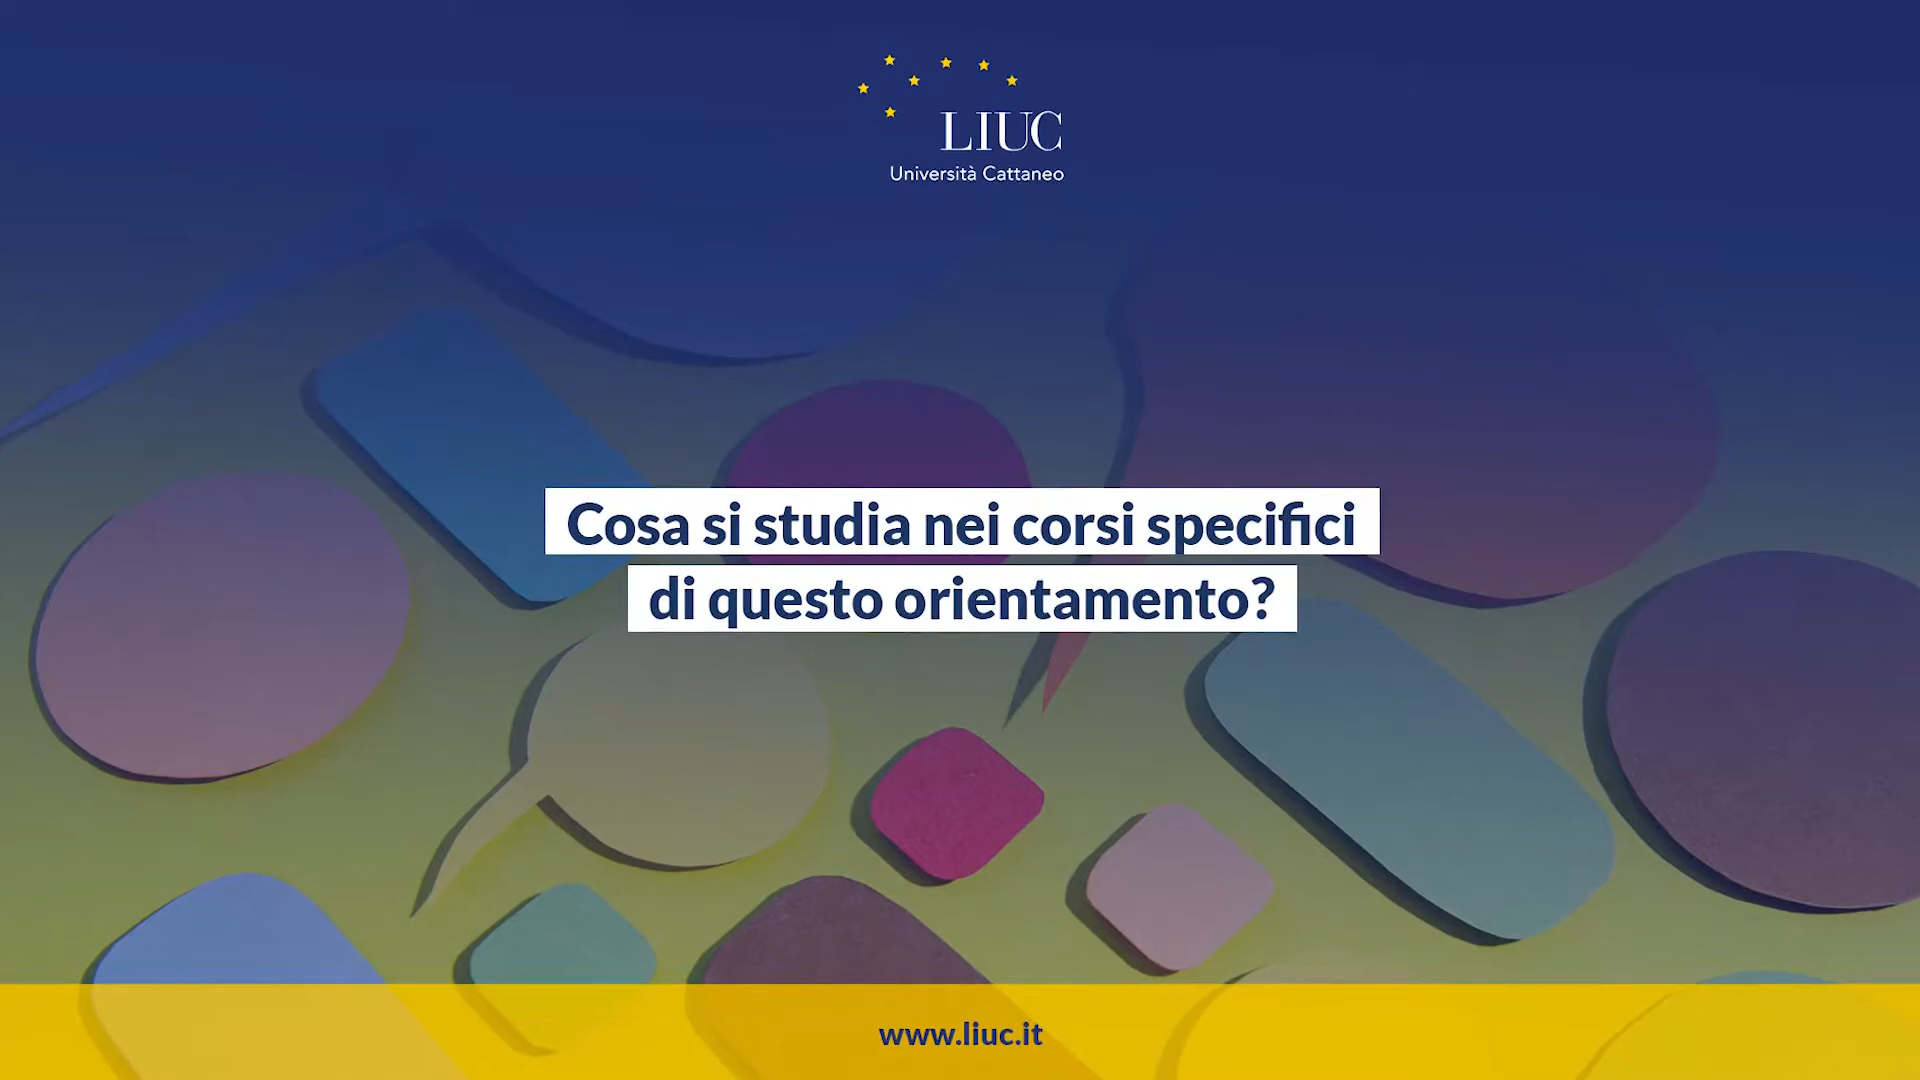 LIUC
Università Cattaneo
Cosa si studia nei corsi specifici
di questo orientamento?
www.liuc.it